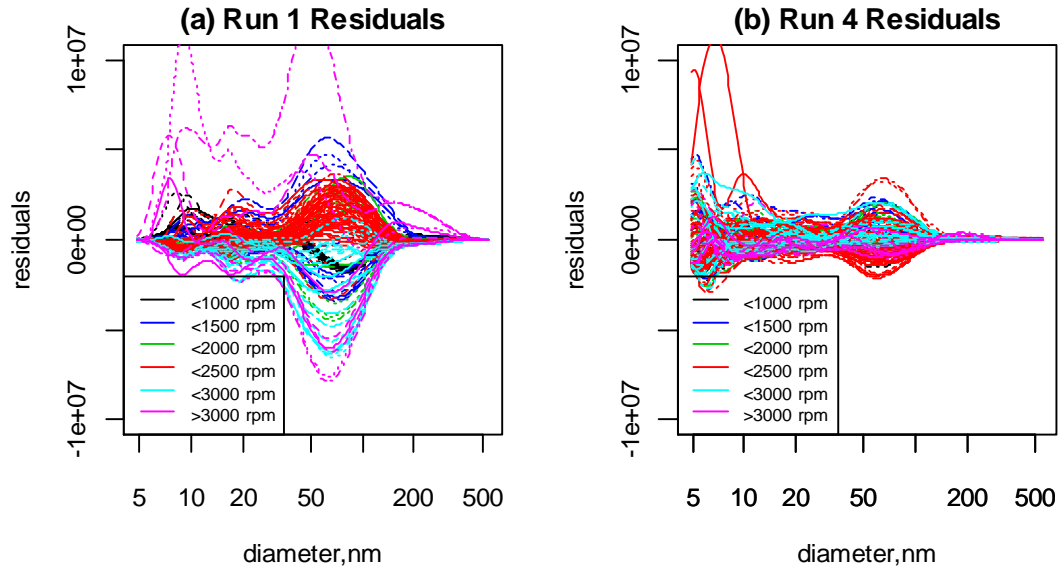 (a) Run 1 Residuals
residuals
1e+07
0e+00
-1e+07
<1000 rpm
<1500 rpm
<2000 rpm
<2500 rpm
<3000 rpm
>3000 rpm
5 10 20 50 200 500
diameter,nm
(b) Run 4 Residuals
residuals
1e+07
0e+00
-1e+07
<1000 rpm
<1500 rpm
<2000 rpm
<2500 rpm
<3000 rpm
>3000 rpm
5 10 20 50 200 500
diameter,nm